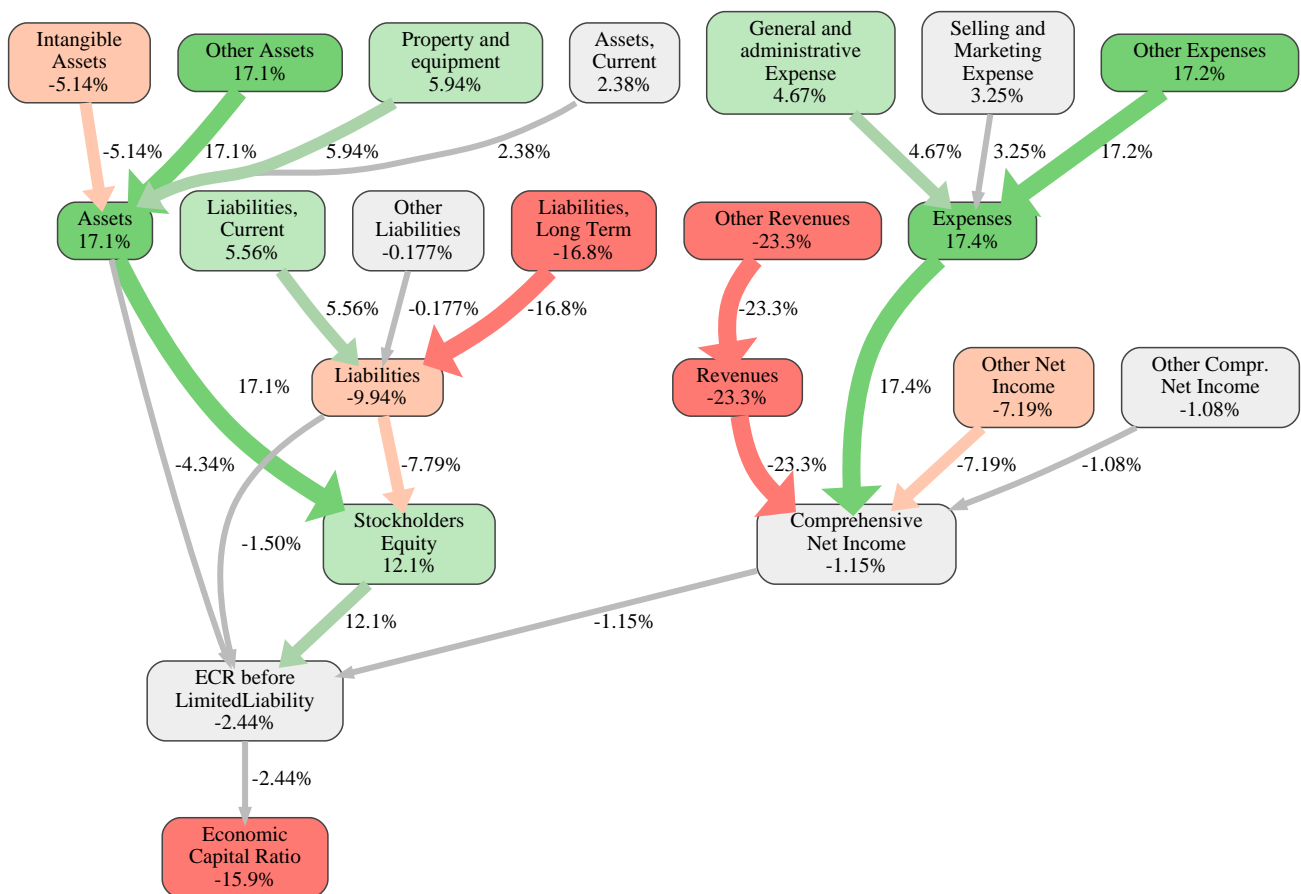 Intangible
Assets
-5.14%
Other Assets
17.1%
Property and
equipment
5.94%
Assets,
Current
2.38%
General and
administrative
Expense
4.67%
Selling and
Marketing
Expense
3.25%
Other Expenses
17.2%
-5.14%
17.1%
5.94%
2.38%
4.67%
3.25%
17.2%
Assets
17.1%
Liabilities,
Current
5.56%
Other
Liabilities
-0.177%
Liabilities,
Long Term
-16.8%
Other Revenues
-23.3%
Expenses
17.4%
5.56%
-0.177%
-16.8%
-23.3%
17.1%
Liabilities
-9.94%
Revenues
-23.3%
17.4%
Other Net
Income
-7.19%
Other Compr.
Net Income
-1.08%
-4.34%
-7.79%
-23.3%
-7.19%
-1.08%
-1.50%
Stockholders
Equity
12.1%
Comprehensive
Net Income
-1.15%
12.1%
-1.15%
ECR before
LimitedLiability
-2.44%
-2.44%
Economic
Capital Ratio
-15.9%